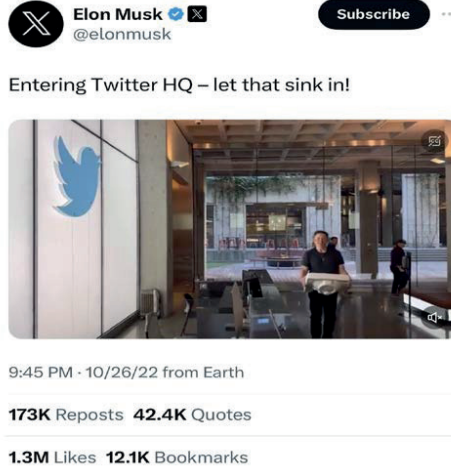 Elon Musk
Subscribe
@elonmusk
Entering Twitter HQ – let that sink in!
9:45 PM · 10/26/22 from Earth
173K Reposts 42.4K Quotes
1.3M Likes 12.1K Bookmarks